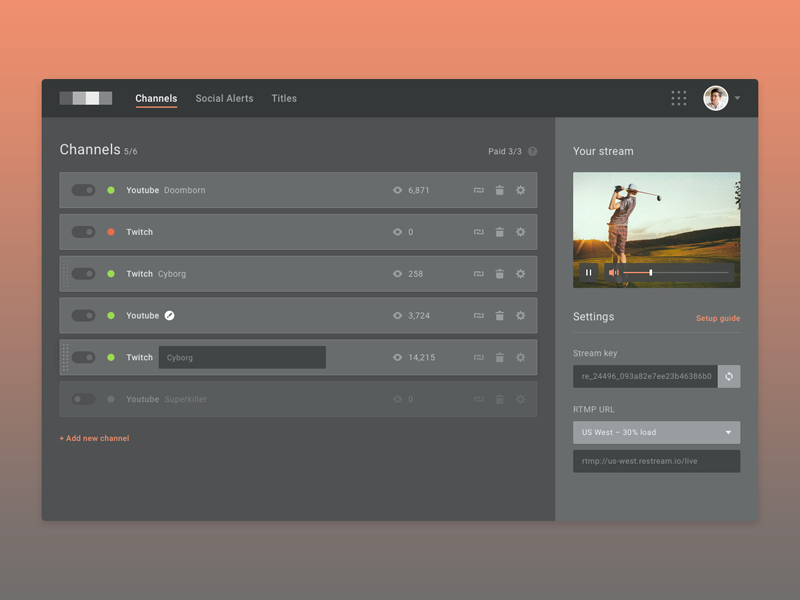 Channels Social Alerts Titles
Channels 5/6
Paid 3/3 ?
Youtube Doomborn 6,871
Twitch 0
Twitch Cyborg 258
Youtube 3,724
Twitch Cyborg 14,215
Youtube Superkiller 0
+ Add new channel
Your stream
Settings Setup guide
Stream key
re_24496_093a82e7ee23b46386b0
RTMP URL
US West – 30% load
rtmp://us-west.restream.io/live